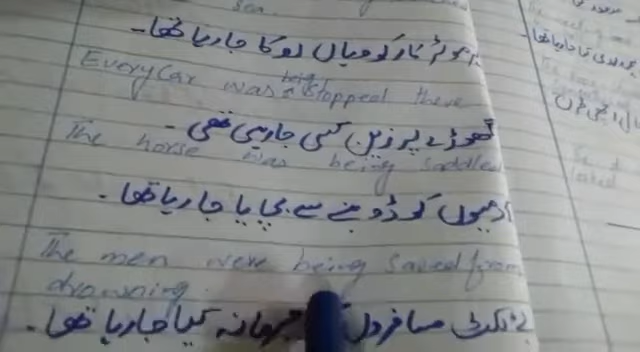 sea.
ہر موٹر کار کو وہاں روکا جا رہا تھا۔
Every Car was being stopped there
گھوڑے پر زین کسی جا رہی تھی۔
The horse was being saddled
آدمیوں کو ڈوبنے سے بچایا جا رہا تھا۔
The men were being saved from
drowning.
بے ٹکٹ مسافروں جرمانہ کیا جا رہا تھا۔